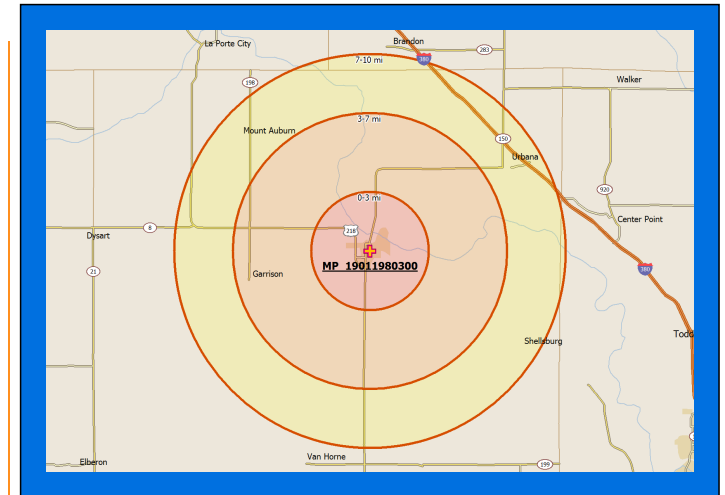 La Porte City
Brandon
283
7-10 mi
380
198
Walker
3-7 mi
Mount Auburn
150
Urbana
920
0-3 mi
Center Point
8
218
Dysart
MP 19011980300
21
Garrison
380
Shellsburg
Todd
Elberon
Van Horne
199